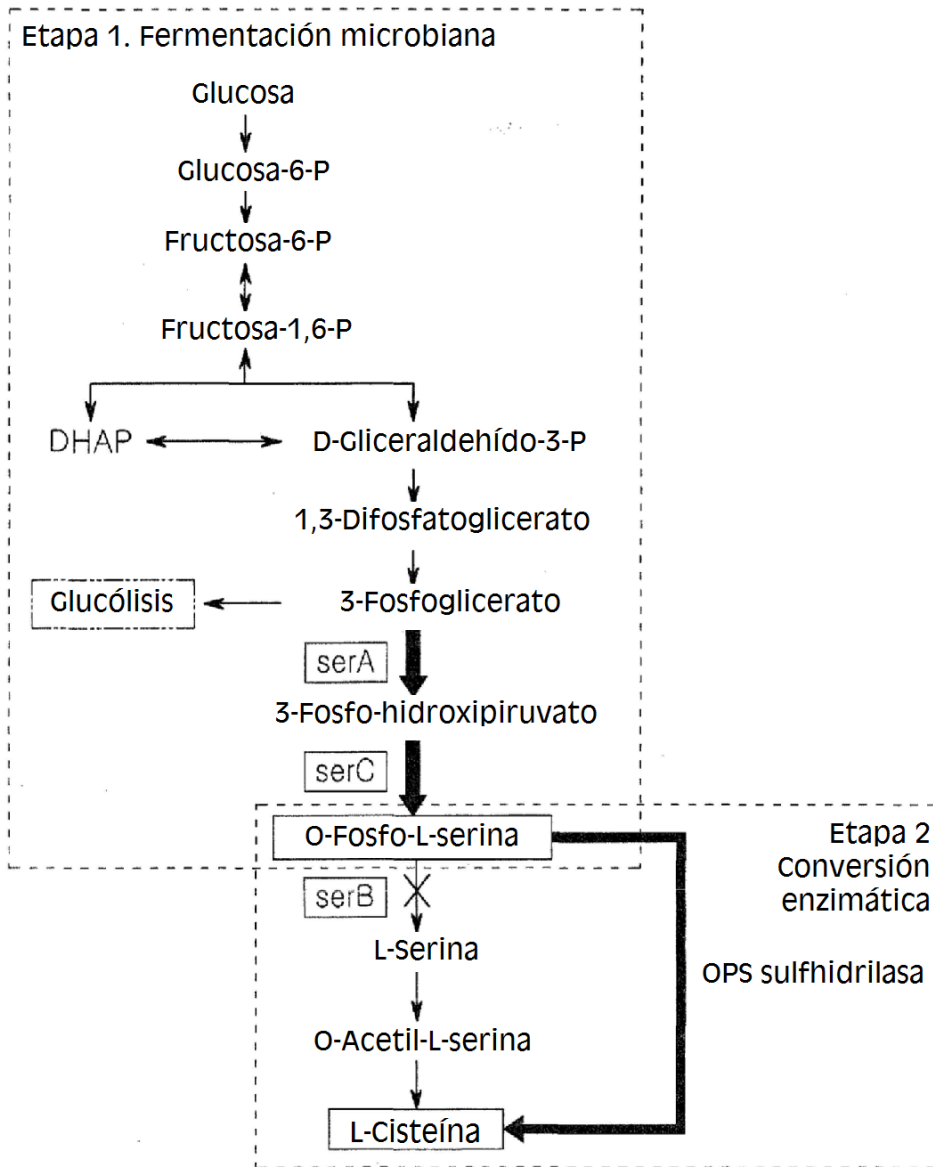 Etapa 1. Fermentación microbiana
Glucosa
Glucosa-6-P
Fructosa-6-P
Fructosa-1,6-P
DHAP
D-Gliceraldehído-3-P
1,3-Difosfatoglicerato
Glucólisis
3-Fosfoglicerato
serA
3-Fosfo-hidroxipiruvato
serC
O-Fosfo-L-serina
Etapa 2
Conversión
enzimática
serB
L-Serina
OPS sulfhidrilasa
O-Acetil-L-serina
L-Cisteína